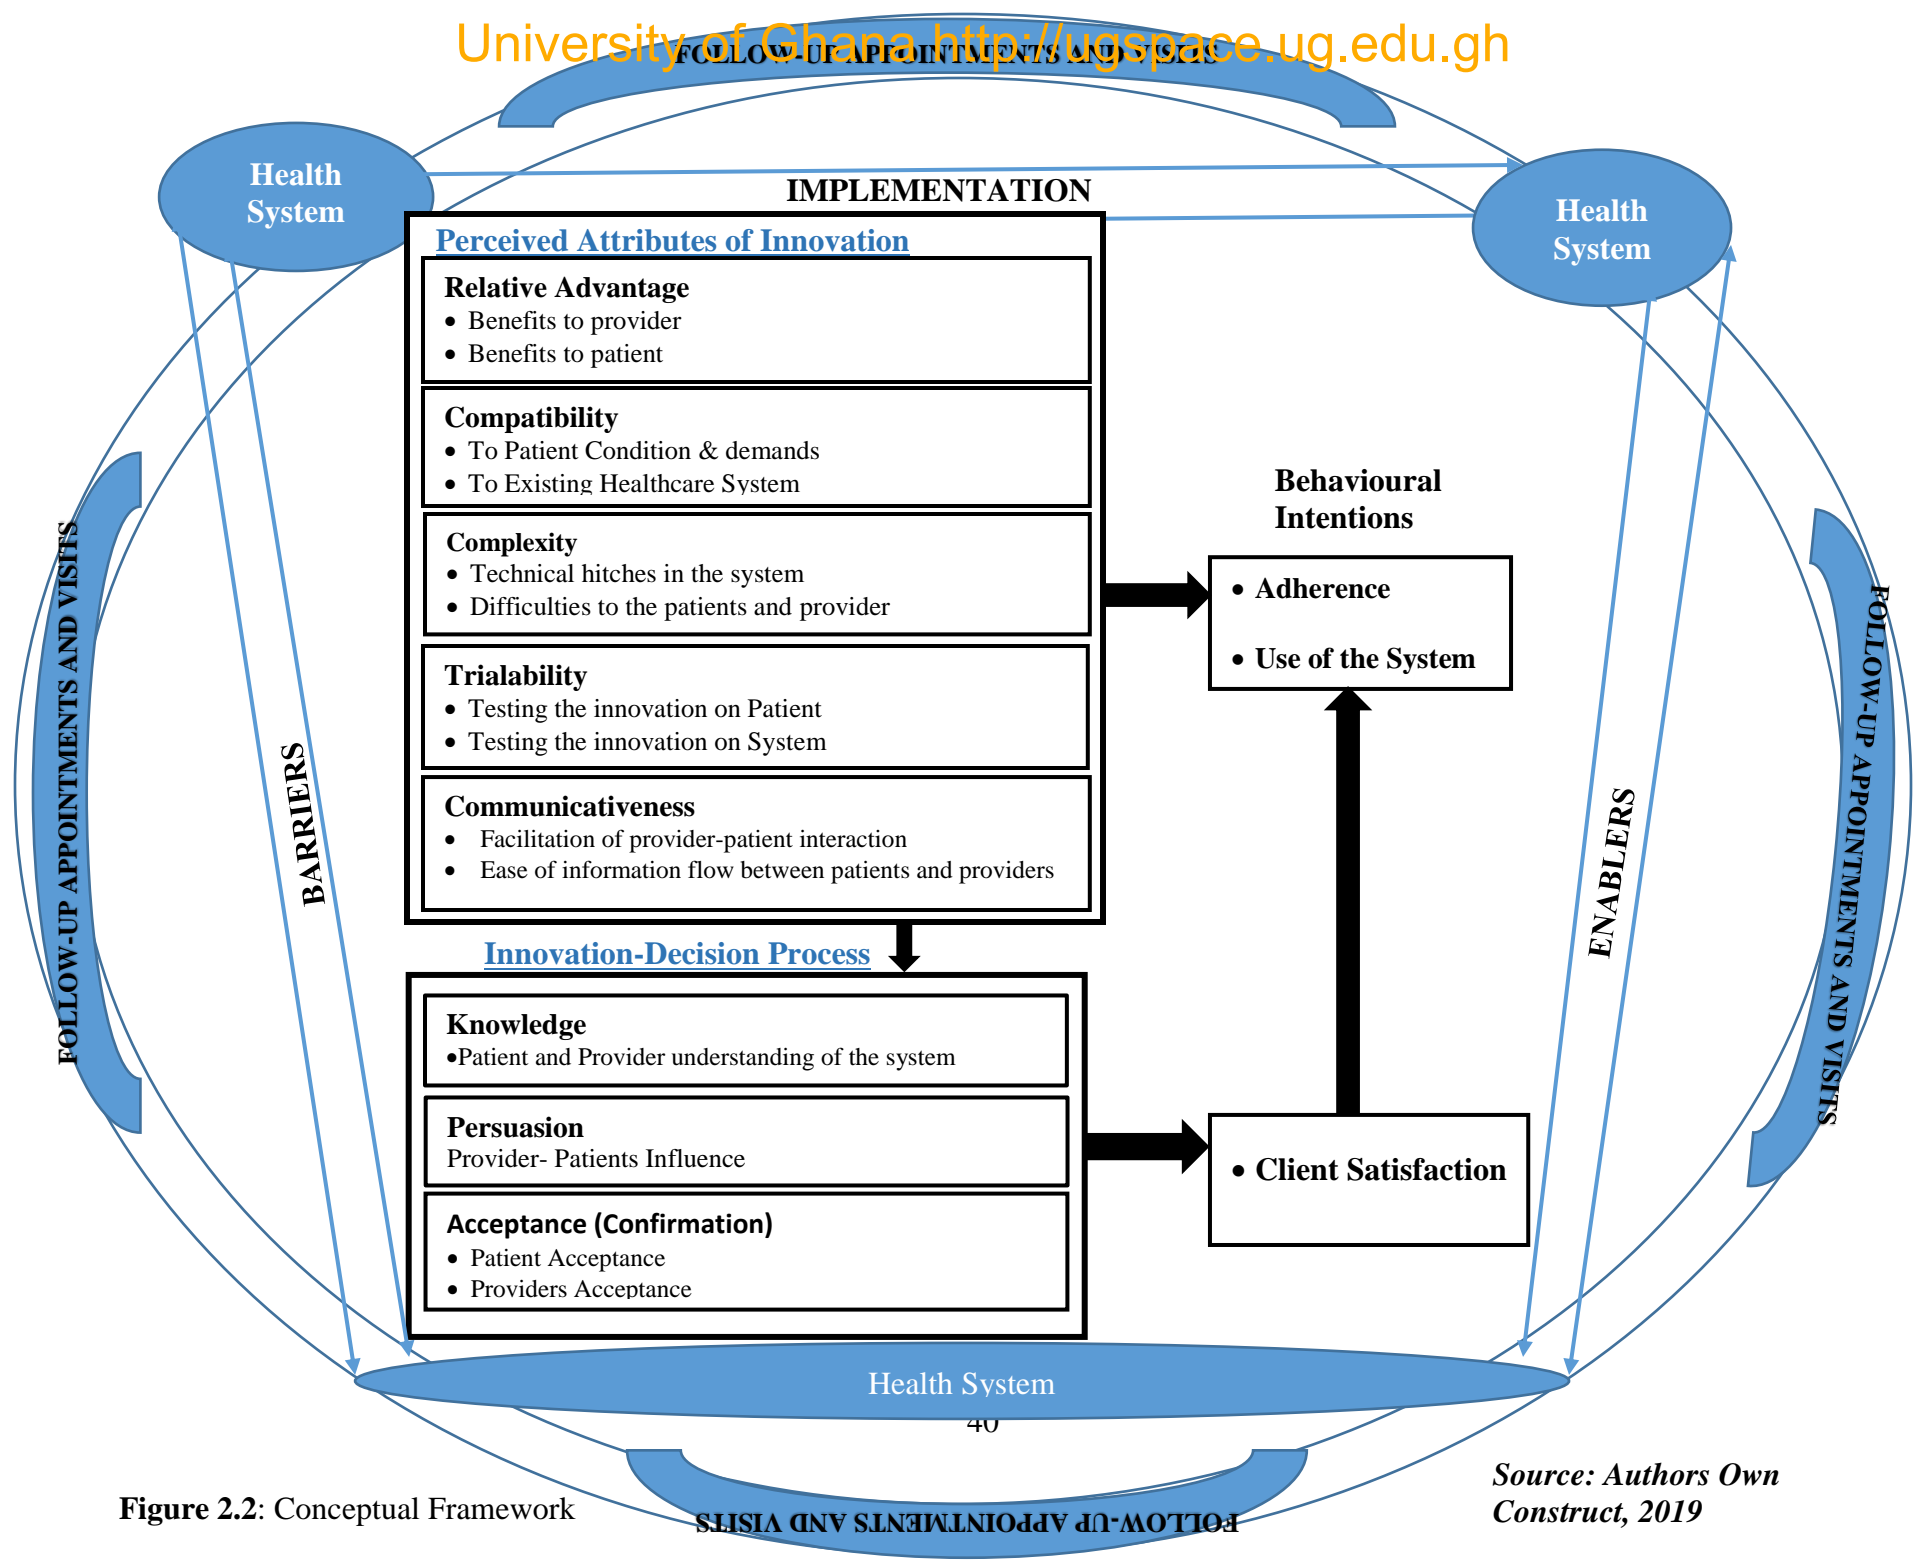 University of Ghana http://ugspace.ug.edu.gh
FOLLOW-UP APPOINTMENTS AND VISITS
Health
System
IMPLEMENTATION
Health
System
Perceived Attributes of Innovation
Relative Advantage
• Benefits to provider
• Benefits to patient
Compatibility
• To Patient Condition & demands
• To Existing Healthcare System
Complexity
• Technical hitches in the system
• Difficulties to the patients and provider
Trialability
• Testing the innovation on Patient
• Testing the innovation on System
Communicativeness
• Facilitation of provider-patient interaction
• Ease of information flow between patients and providers
Behavioural
Intentions
• Adherence
• Use of the System
FOLLOW-UP APPOINTMENTS AND VISITS
BARRIERS
ENABLERS
FOLLOW-UP APPOINTMENTS AND VISITS
Innovation-Decision Process
Knowledge
•Patient and Provider understanding of the system
Persuasion
Provider- Patients Influence
Acceptance (Confirmation)
• Patient Acceptance
• Providers Acceptance
• Client Satisfaction
Health System
40
FOLLOW-UP APPOINTMENTS AND VISITS
Figure 2.2: Conceptual Framework
Source: Authors Own
Construct, 2019